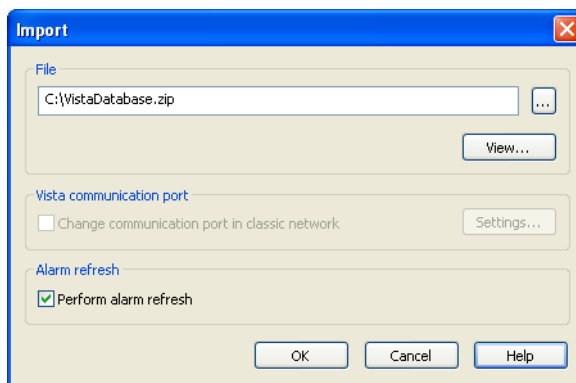 Import
File
C:\VistaDatabase.zip
...
View...
Vista communication port
Change communication port in classic network
Settings...
Alarm refresh
Perform alarm refresh
OK Cancel Help